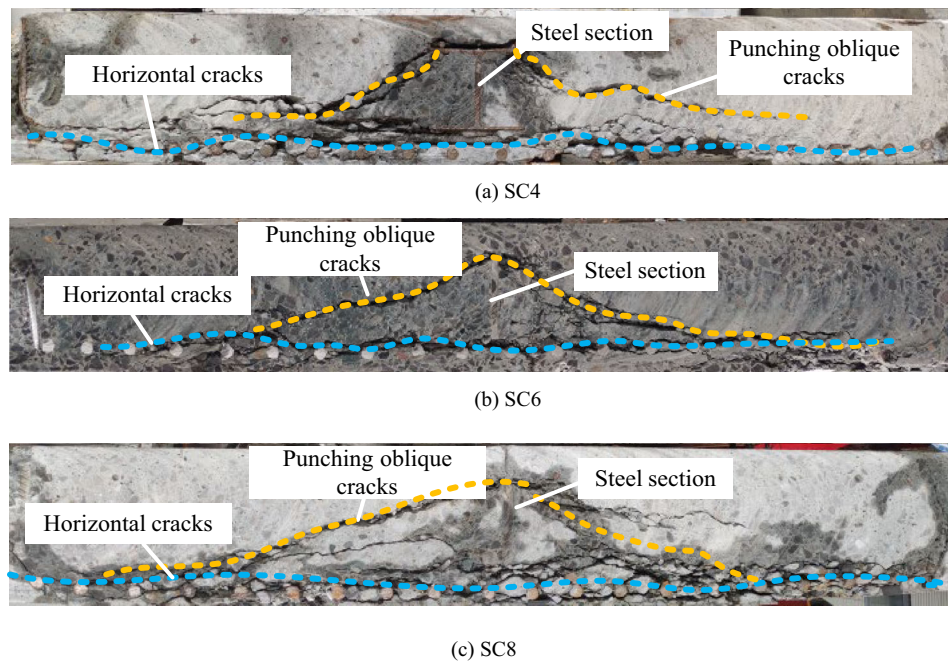 Steel section
Horizontal cracks
Punching oblique
cracks
(a) SC4
Punching oblique
cracks
Steel section
Horizontal cracks
(b) SC6
Punching oblique
cracks
Steel section
Horizontal cracks
(c) SC8